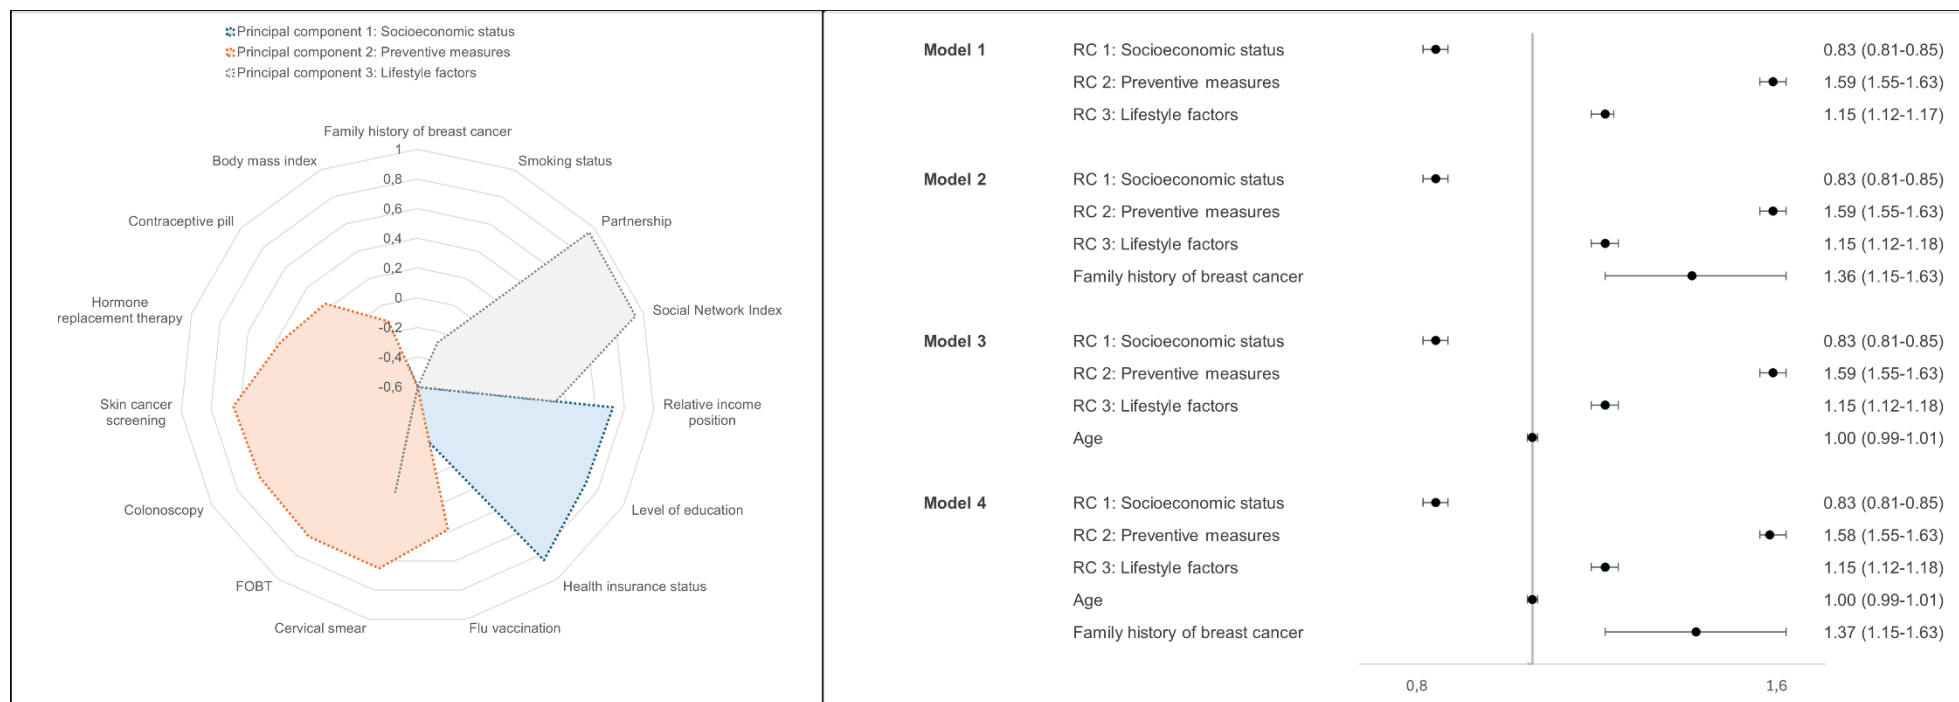 Principal component 1: Socioeconomic status
Principal component 2: Preventive measures
Principal component 3: Lifestyle factors
Family history of breast cancer
Body mass index
Smoking status
Contraceptive pill
Partnership
Hormone
replacement therapy
Social Network Index
Skin cancer
screening
Relative income
position
Colonoscopy
Level of education
FOBT
Health insurance status
Cervical smear
Flu vaccination
1
0,8
0,6
0,4
0,2
0
-0,2
-0,4
-0,6
Model 1
RC 1: Socioeconomic status 0.83 (0.81-0.85)
RC 2: Preventive measures 1.59 (1.55-1.63)
RC 3: Lifestyle factors 1.15 (1.12-1.17)
Model 2
RC 1: Socioeconomic status 0.83 (0.81-0.85)
RC 2: Preventive measures 1.59 (1.55-1.63)
RC 3: Lifestyle factors 1.15 (1.12-1.18)
Family history of breast cancer 1.36 (1.15-1.63)
Model 3
RC 1: Socioeconomic status 0.83 (0.81-0.85)
RC 2: Preventive measures 1.59 (1.55-1.63)
RC 3: Lifestyle factors 1.15 (1.12-1.18)
Age 1.00 (0.99-1.01)
Model 4
RC 1: Socioeconomic status 0.83 (0.81-0.85)
RC 2: Preventive measures 1.58 (1.55-1.63)
RC 3: Lifestyle factors 1.15 (1.12-1.18)
Age 1.00 (0.99-1.01)
Family history of breast cancer 1.37 (1.15-1.63)
0,8 1,6